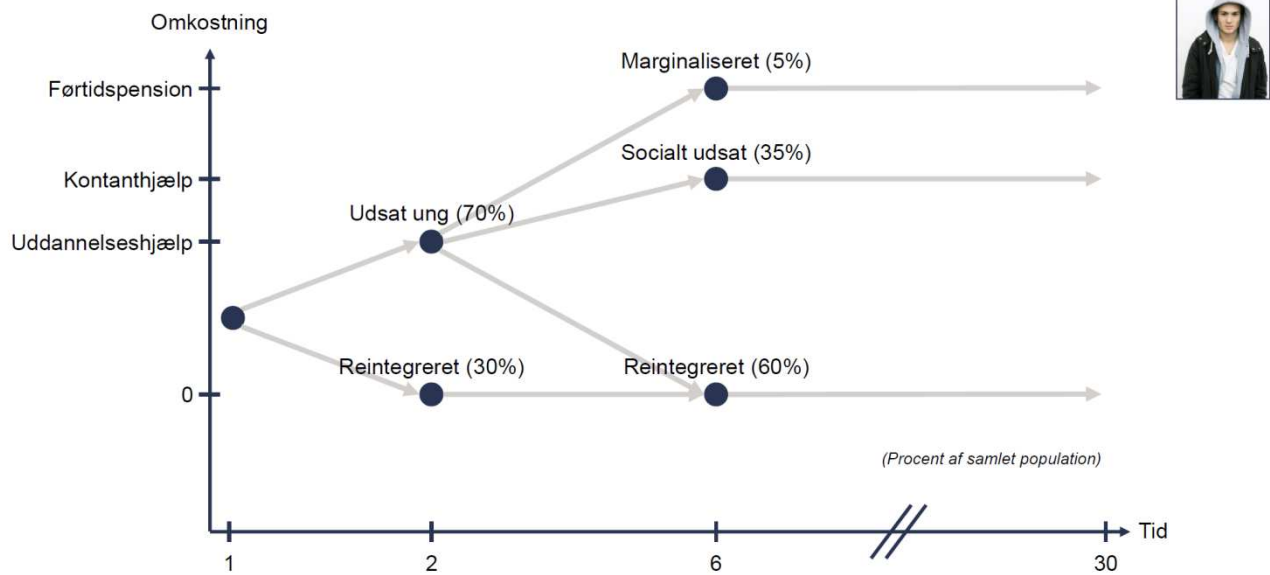 Omkostning
Førtidspension
Marginaliseret (5%)
Kontanthjælp
Socialt udsat (35%)
Uddannelseshjælp
Udsat ung (70%)
0
Reintegreret (30%)
Reintegreret (60%)
(Procent af samlet population)
Tid
1
2
6
30